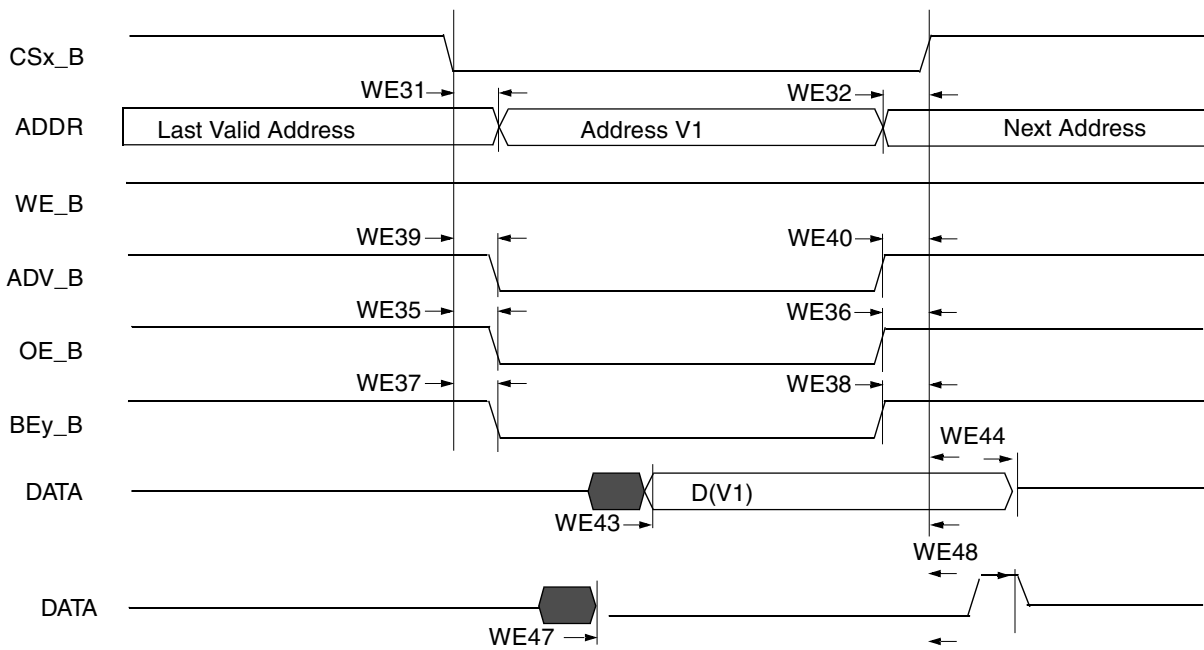 CSx_B
WE31
WE32
ADDR
Last Valid Address
Address V1
Next Address
WE_B
WE39
WE40
ADV_B
WE35
WE36
OE_B
WE37
WE38
BEy_B
WE44
DATA
D(V1)
WE43
WE48
DATA
WE47